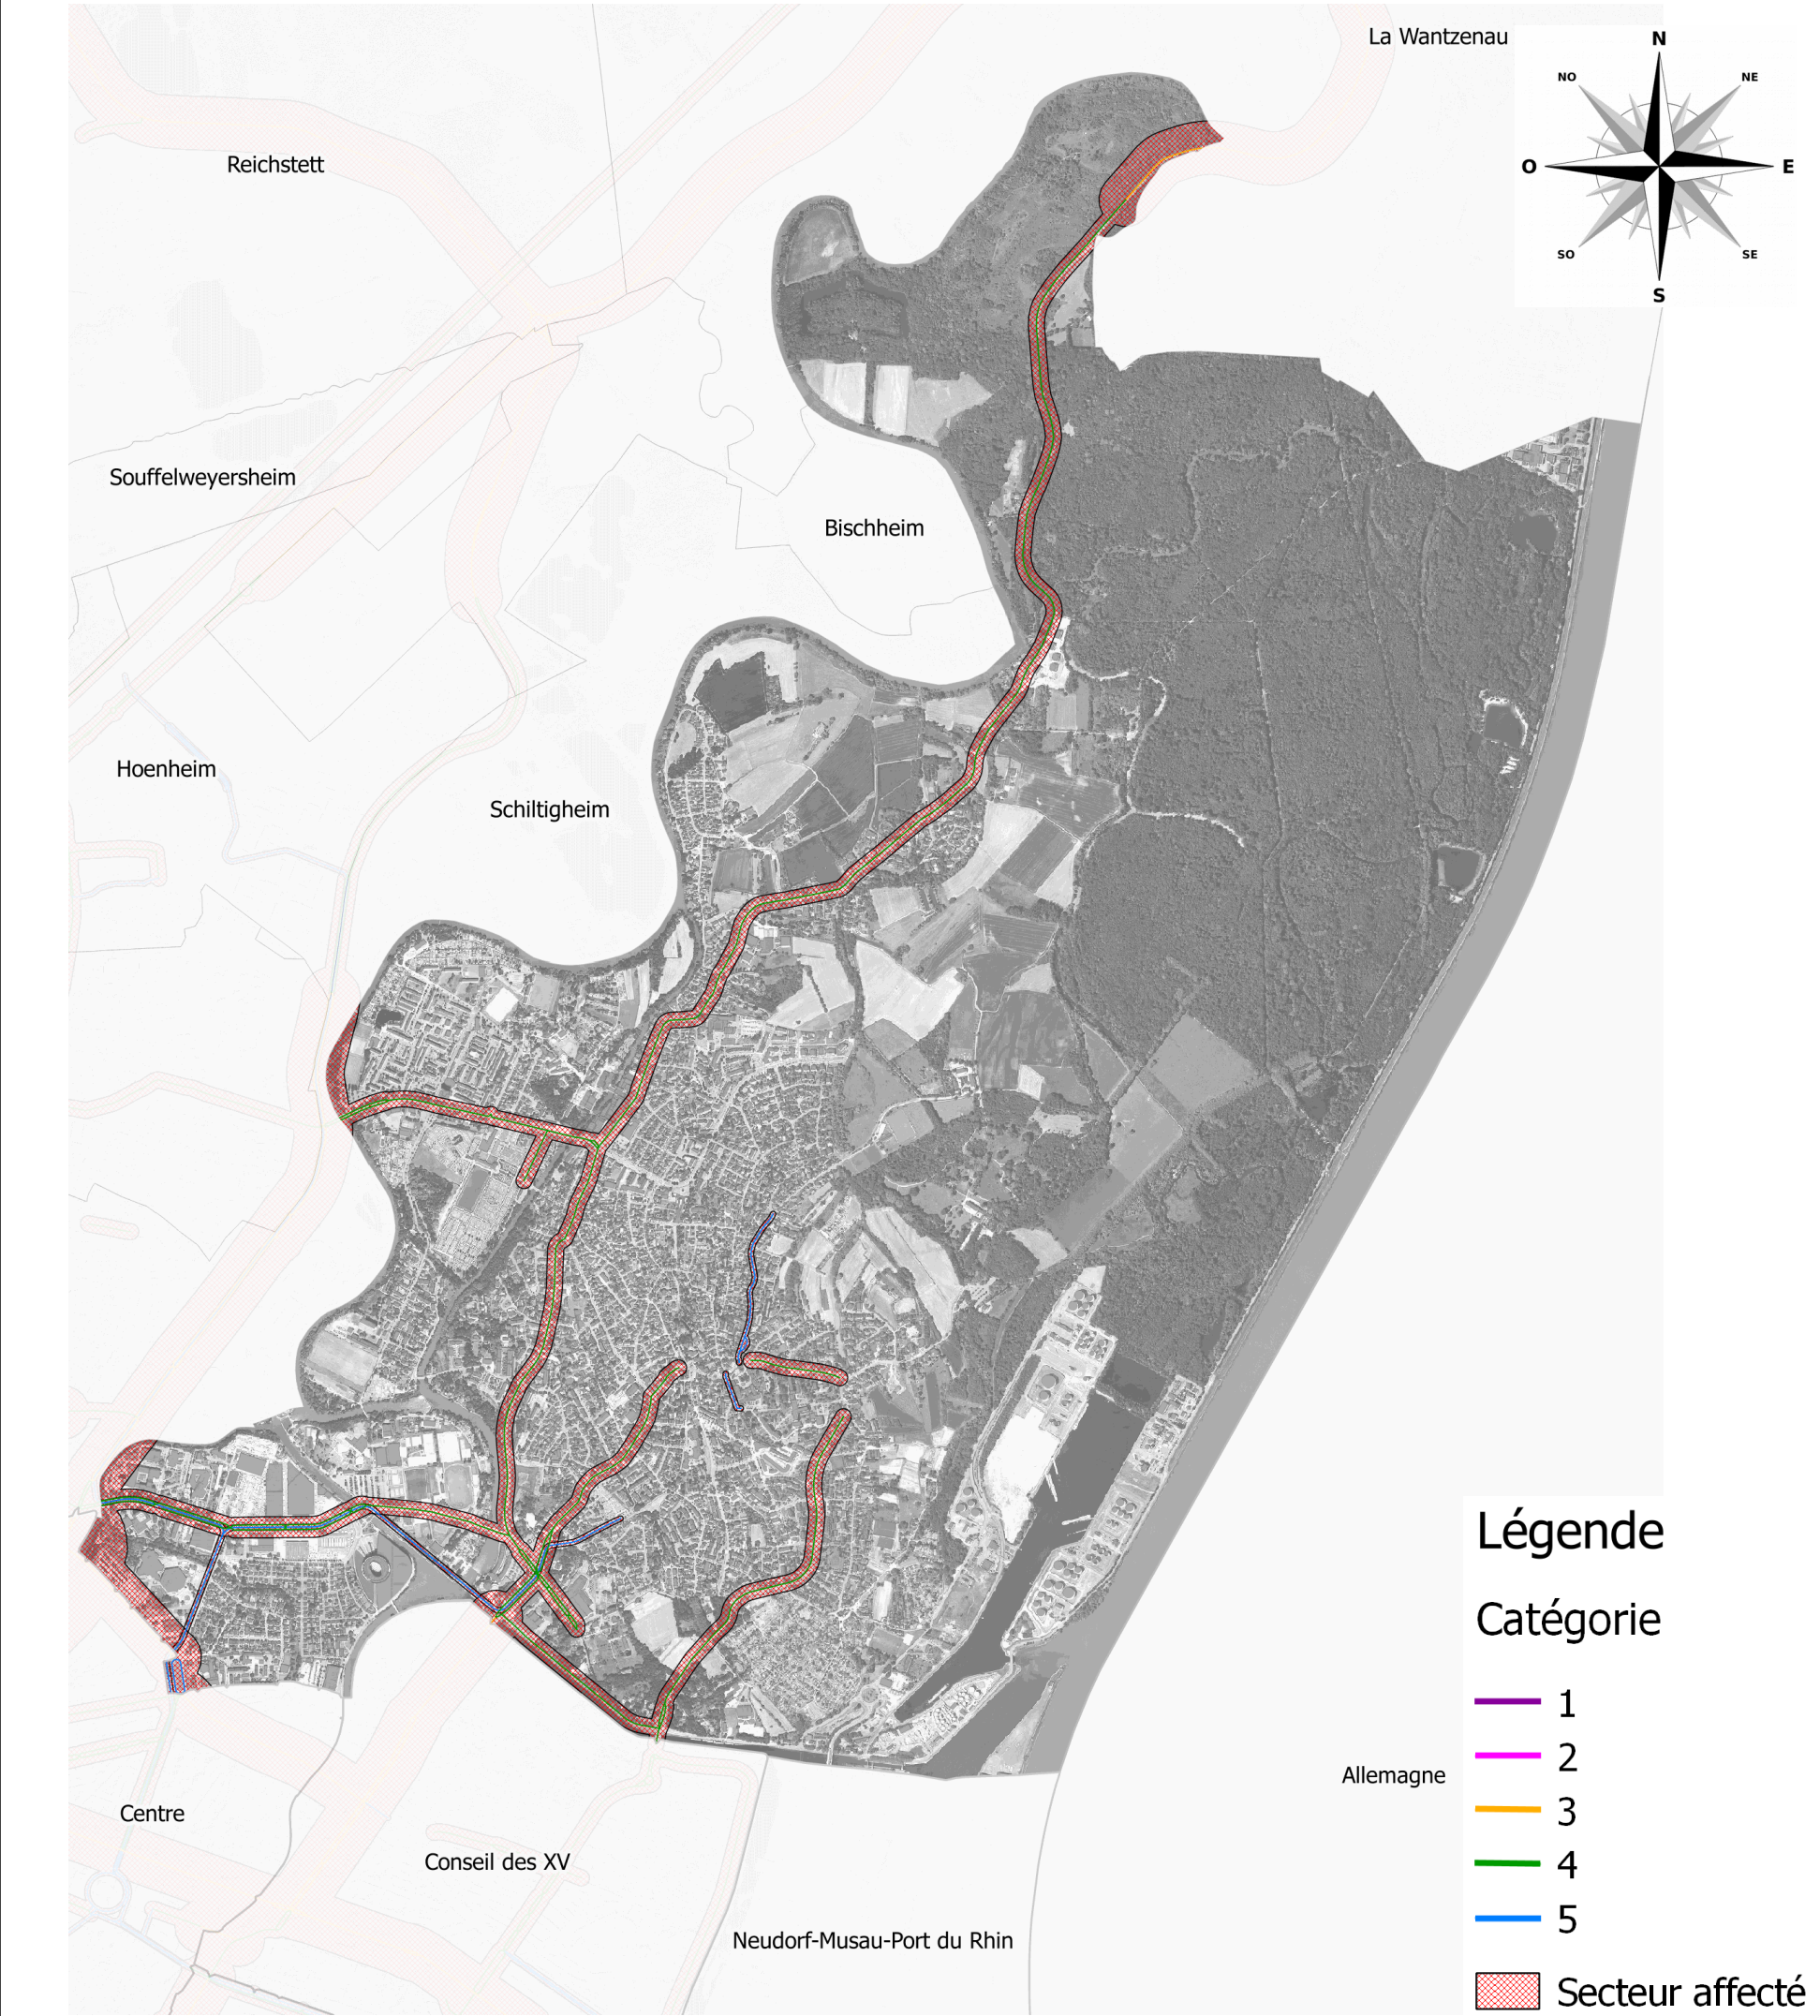 La Wantzenau
N
NO
NE
O
E
SO
SE
S
Reichstett
Souffelweyersheim
Bischheim
Hoenheim
Schiltigheim
Légende
Catégorie
1
2
3
4
5
Secteur affecté
Allemagne
Centre
Conseil des XV
Neudorf-Musau-Port du Rhin